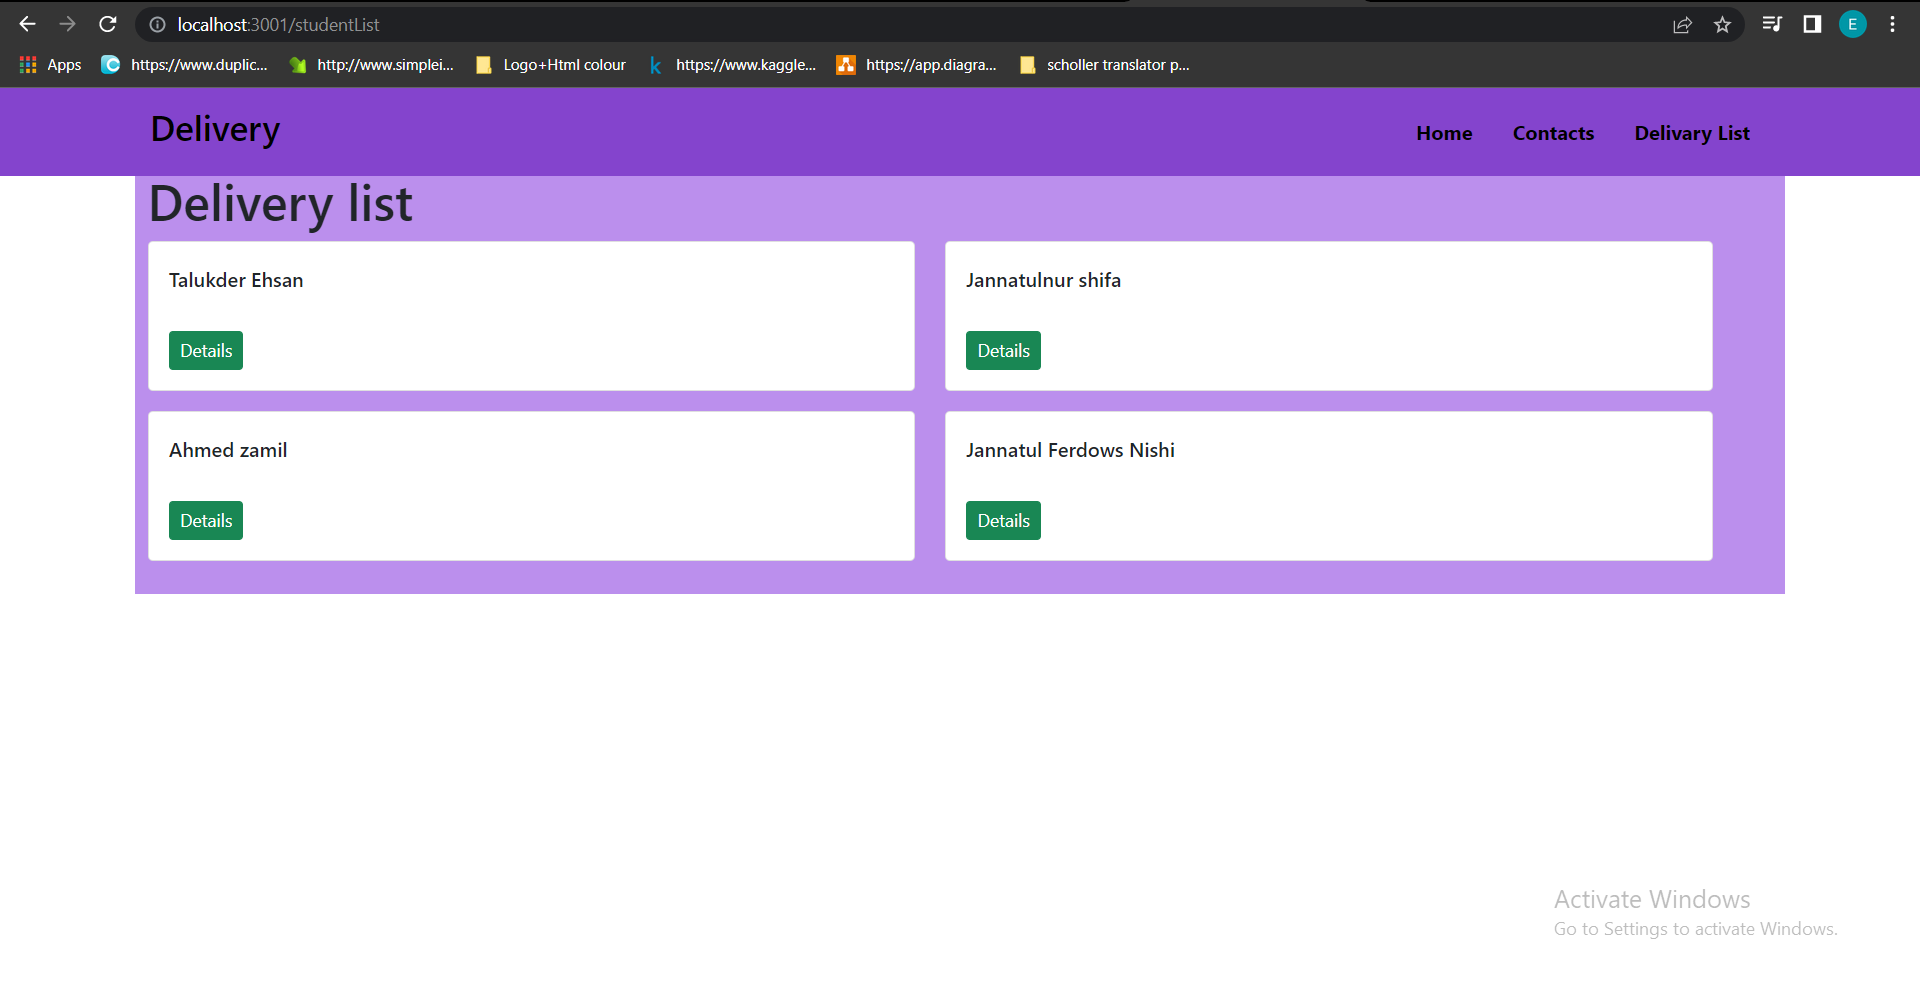 localhost:3001/studentList
E
Apps https://www.duplic... http://www.simplei... Logo+Html colour k https://www.kaggle... https://app.diagra... scholler translator p...
Delivery
Home Contacts Delivary List
Delivery list
Talukder Ehsan
Details
Jannatulnur shifa
Details
Ahmed zamil
Details
Jannatul Ferdows Nishi
Details
Activate Windows
Go to Settings to activate Windows.